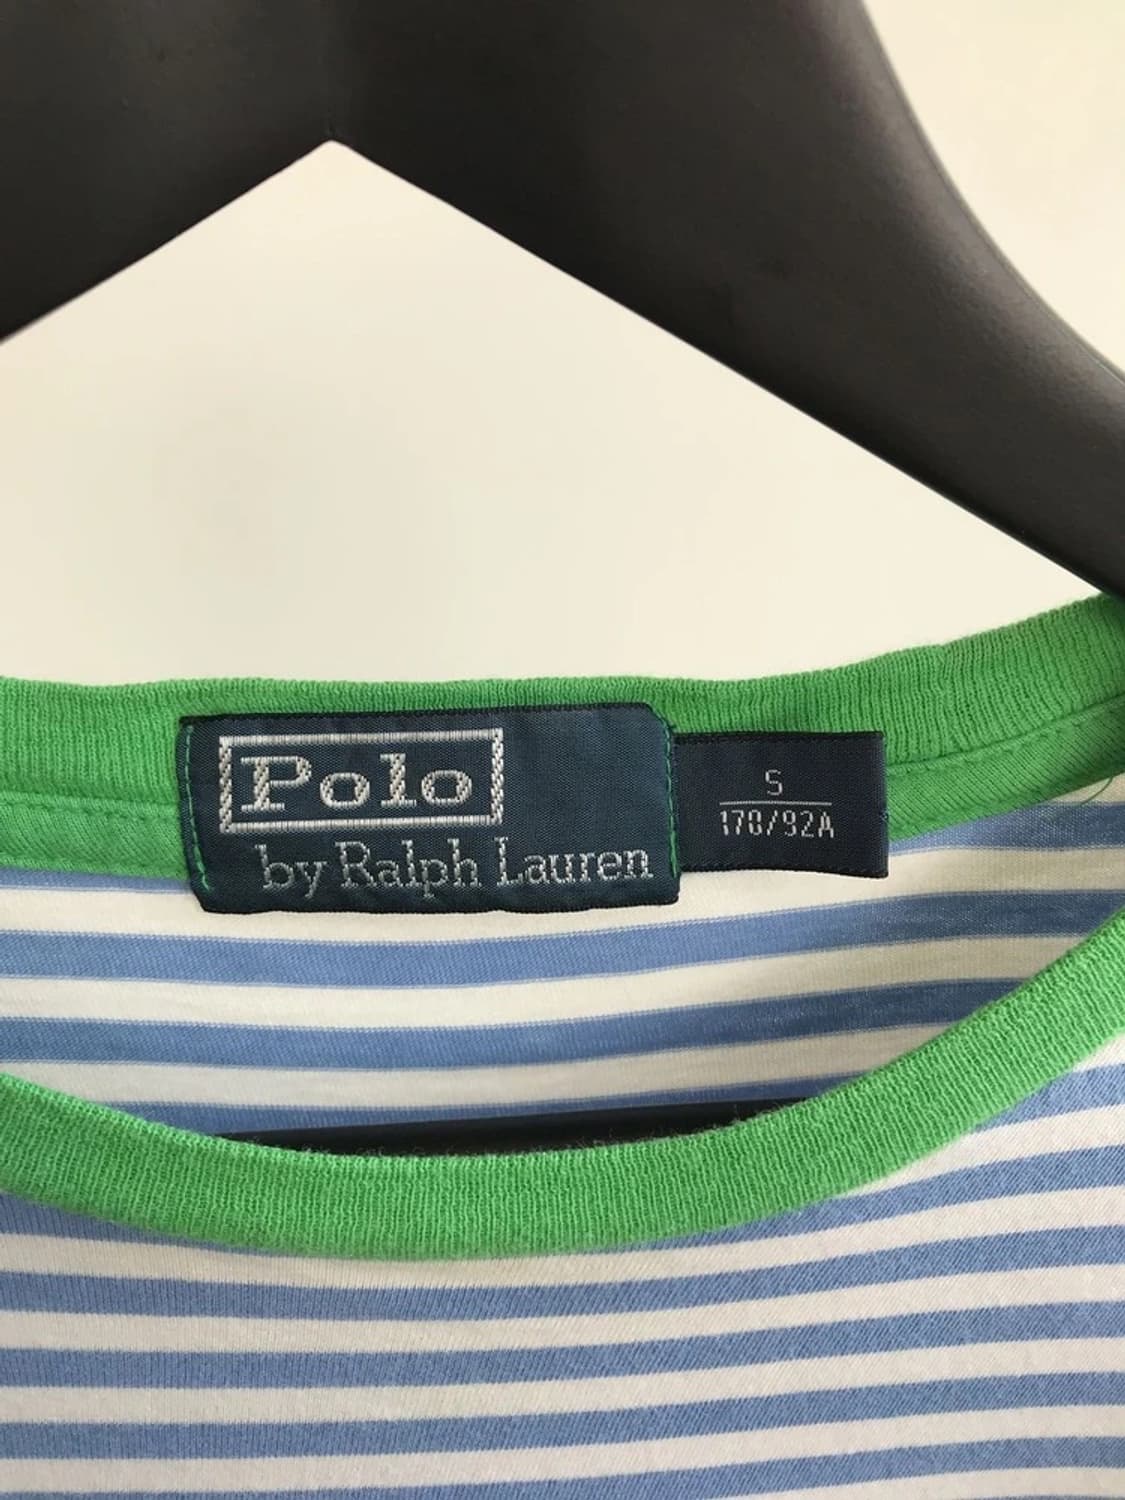 Polo
by Ralph Lauren
S
170/92A